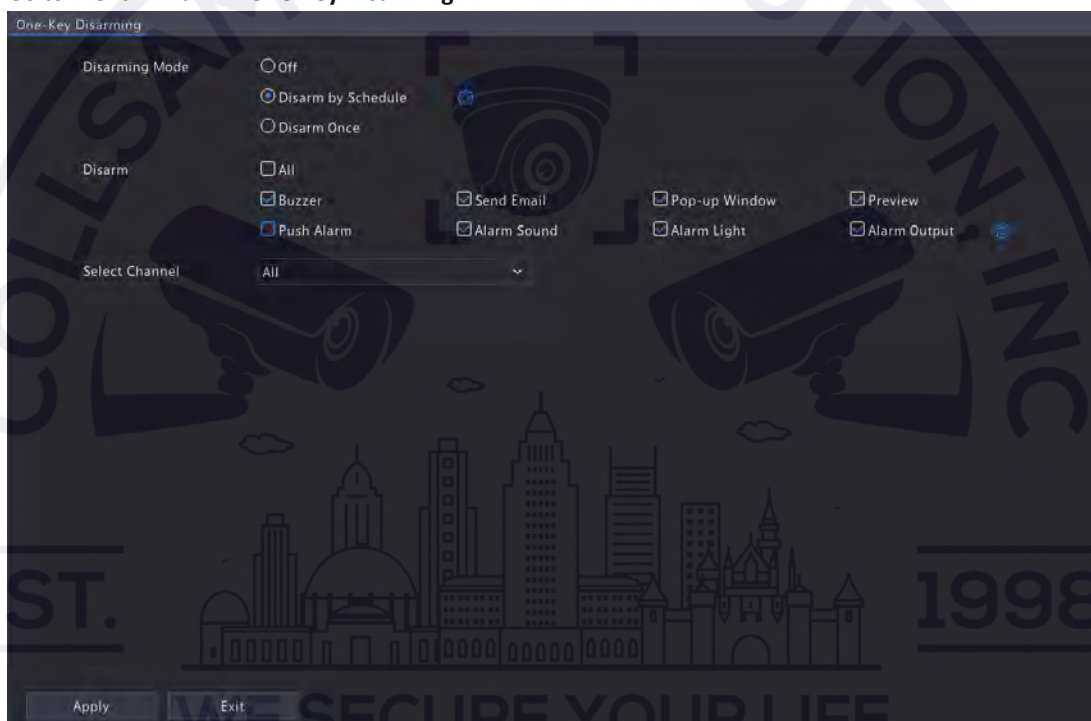 One-Key Disarming
Disarming Mode
Off
Disarm by Schedule
Disarm Once
Disarm
All
Buzzer Send Email Pop-up Window Preview
Push Alarm Alarm Sound Alarm Light Alarm Output
Select Channel All
ST. 1998
Apply Exit
WE SECURE YOUR LIFE